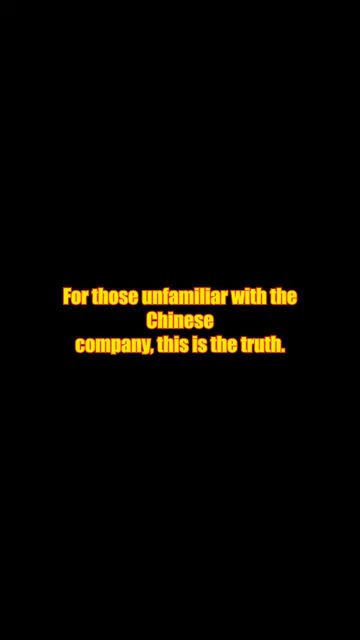 For those unfamiliar with the
Chinese
company, this is the truth.